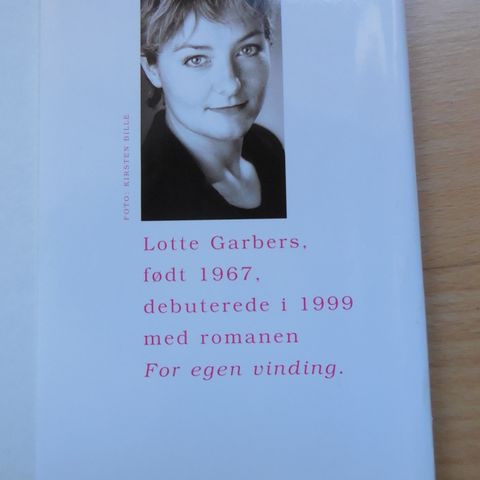 FOTO: KIRSTEN BILLE
Lotte Garbers,
født 1967,
debuterede i 1999
med romanen
For egen vinding.